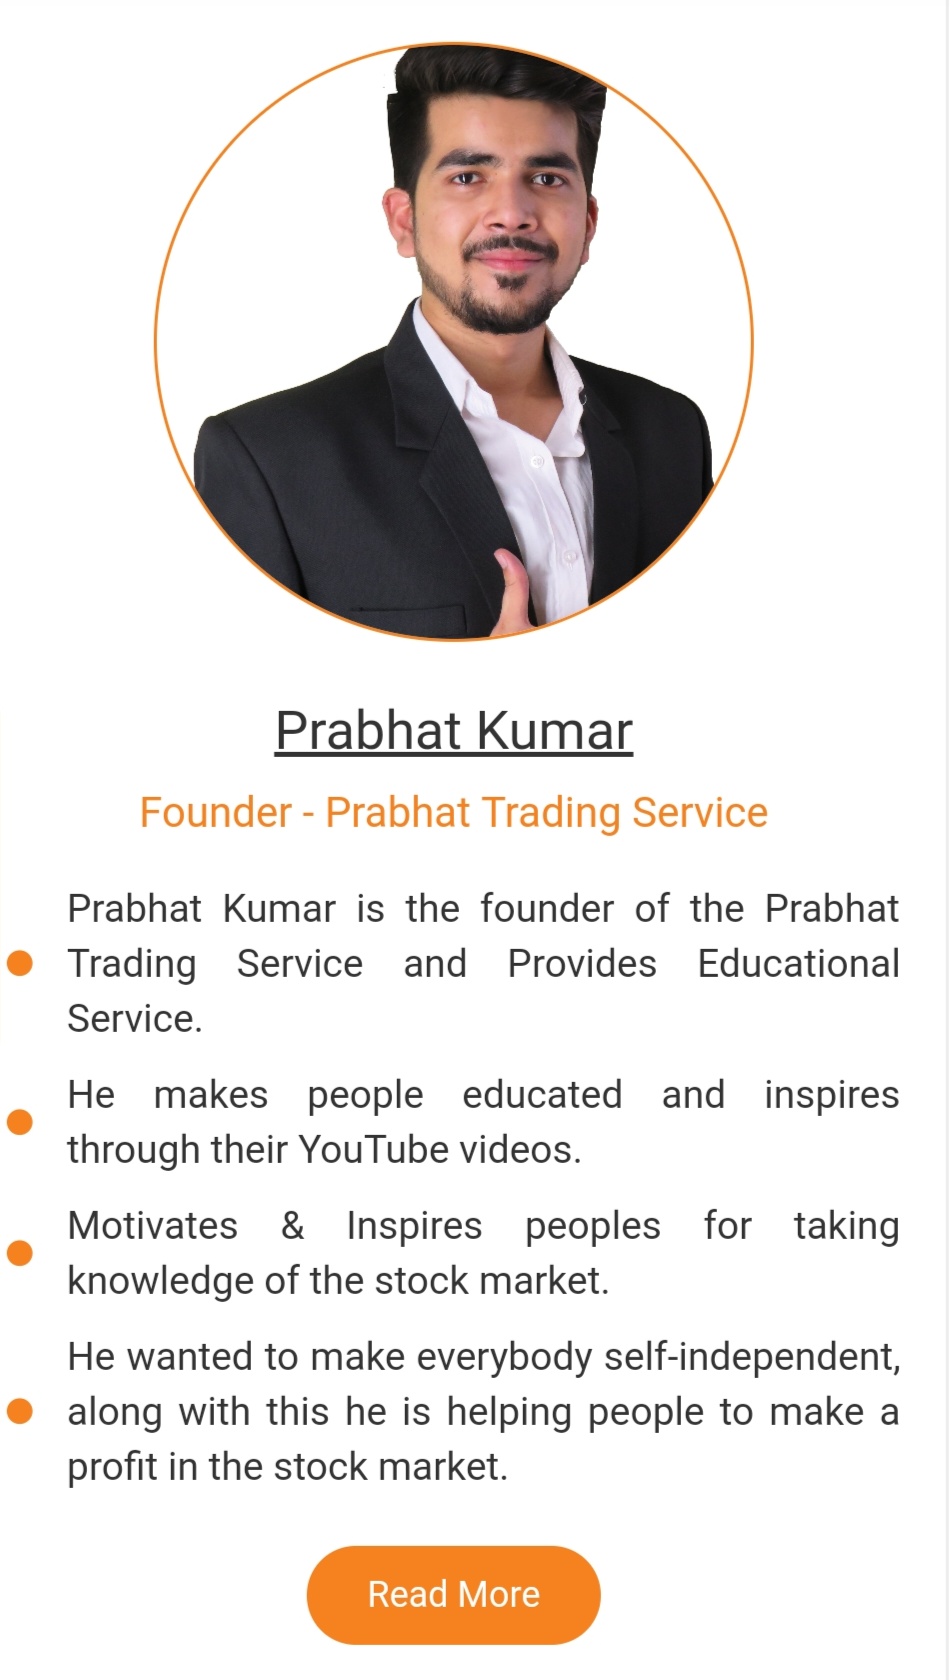 Prabhat Kumar
Founder - Prabhat Trading Service
Prabhat Kumar is the founder of the Prabhat
Trading Service and Provides Educational
Service.
He makes people educated and inspires
through their YouTube videos.
Motivates & Inspires peoples for taking
knowledge of the stock market.
He wanted to make everybody self-independent,
along with this he is helping people to make a
profit in the stock market.
Read More